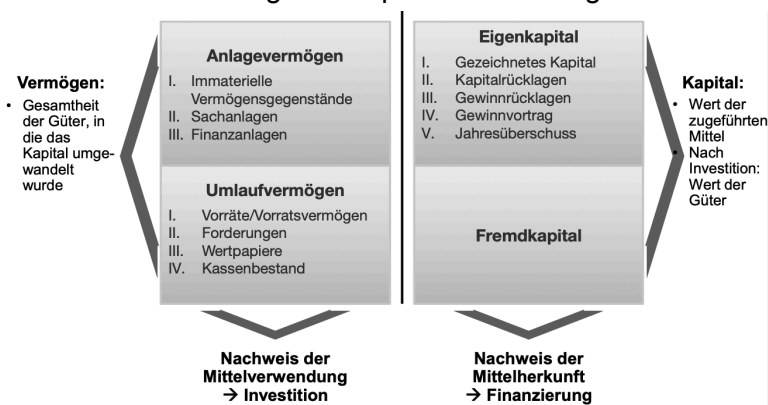 Vermögen:
• Gesamtheit
der Güter, in
die das
Kapital umge-
wandelt
wurde
Anlagevermögen
I. Immaterielle
Vermögensgegenstände
II. Sachanlagen
III. Finanzanlagen
Umlaufvermögen
I. Vorräte/Vorratsvermögen
II. Forderungen
III. Wertpapiere
IV. Kassenbestand
Eigenkapital
I. Gezeichnetes Kapital
II. Kapitalrücklagen
III. Gewinnrücklagen
IV. Gewinnvortrag
V. Jahresüberschuss
Fremdkapital
Kapital:
• Wert der
zugeführten
Mittel
• Nach
Investition:
Wert der
Güter
Nachweis der
Mittelverwendung
→ Investition
Nachweis der
Mittelherkunft
→ Finanzierung